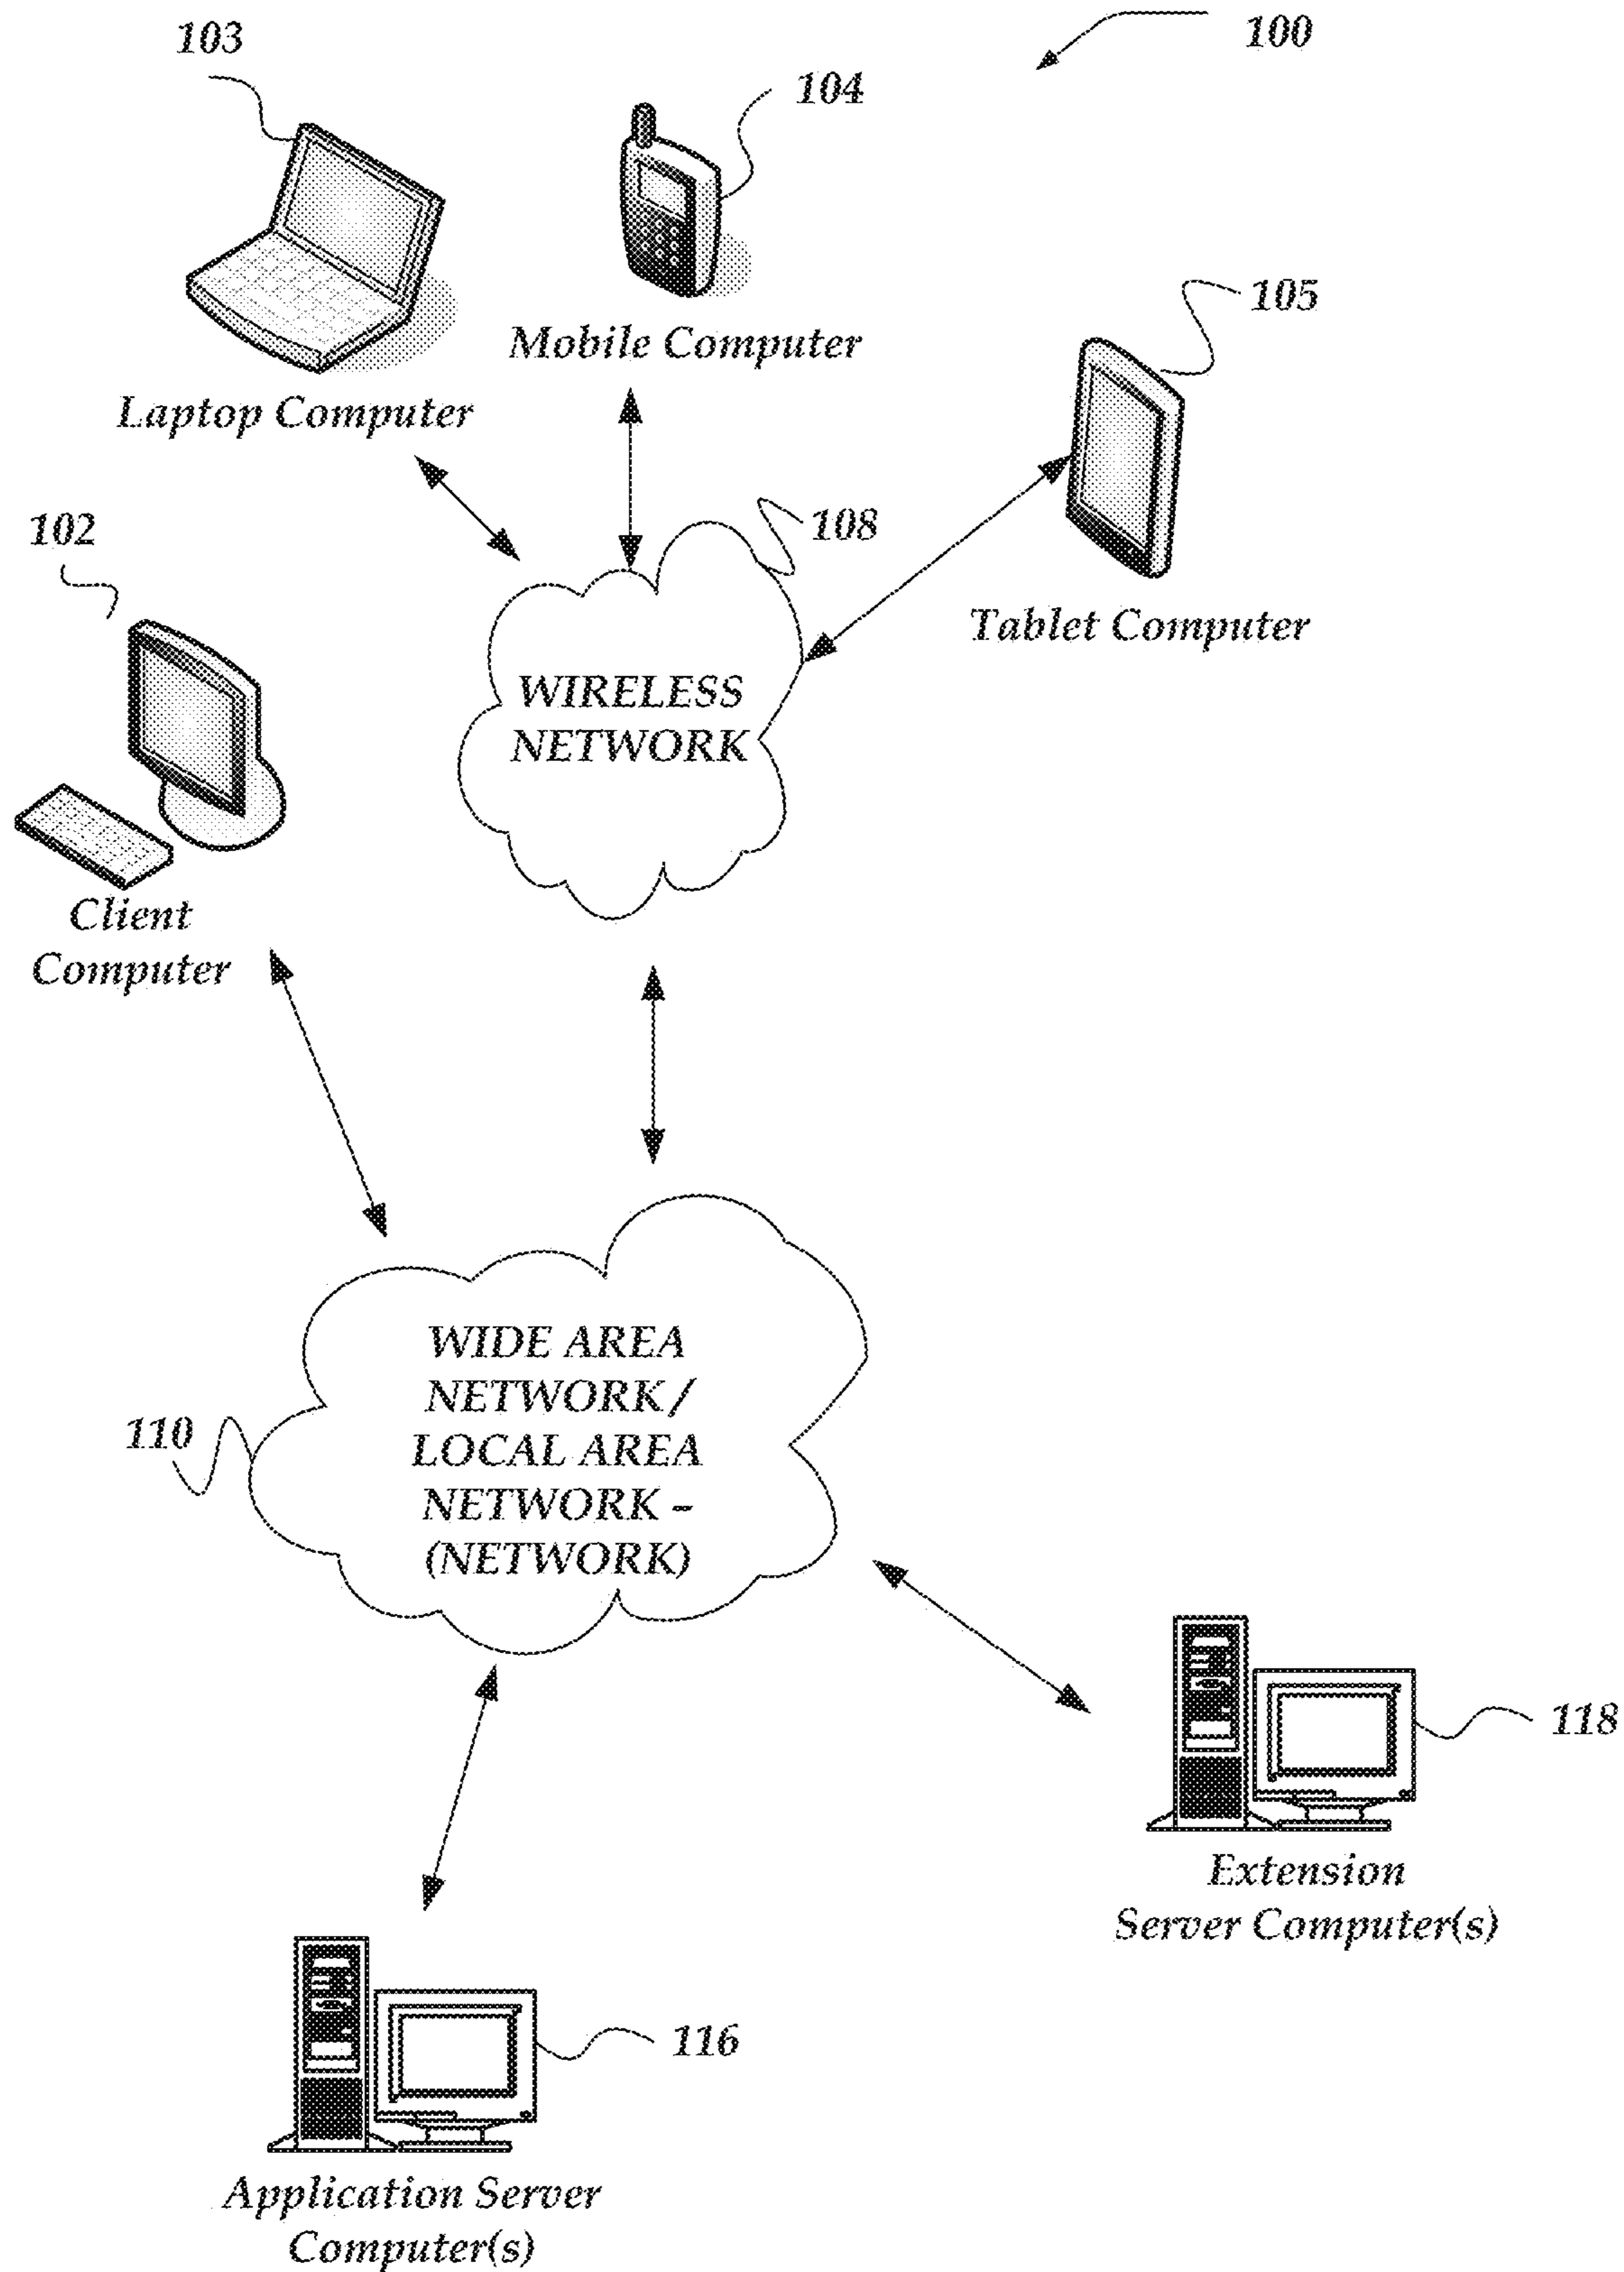 100
103
104
Mobile Computer
105
Laptop Computer
108
102
Tablet Computer
WIRELESS
NETWORK
Client
Computer
WIDE AREA
NETWORK /
LOCAL AREA
NETWORK –
(NETWORK)
110
118
Extension
Server Computer(s)
116
Application Server
Computer(s)